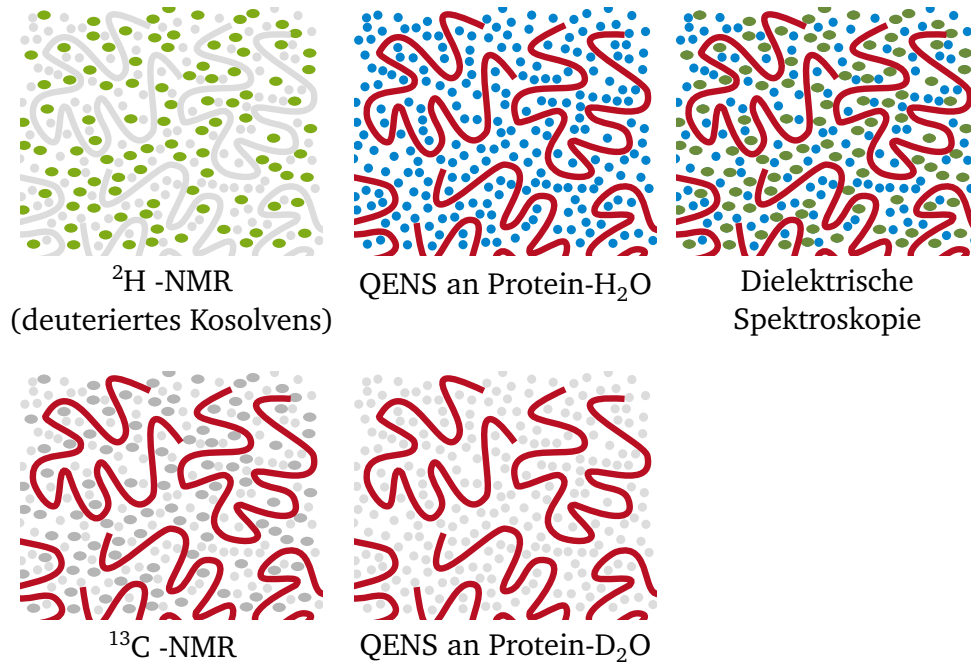 ²H -NMR
(deuteriertes Kosolvens)
QENS an Protein-H₂O
Dielektrische
Spektroskopie
¹³C -NMR
QENS an Protein-D₂O